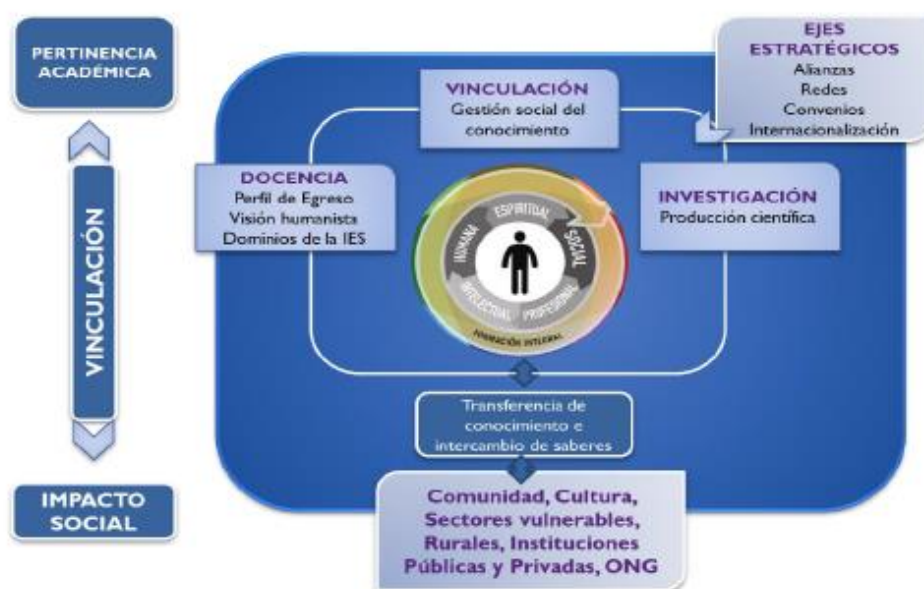 PERTINENCIA
ACADÉMICA
VINCULACIÓN
IMPACTO
SOCIAL
EJES
ESTRATÉGICOS
Alianzas
Redes
Convenios
Internacionalización
VINCULACIÓN
Gestión social del
conocimiento
DOCENCIA
Perfil de Egreso
Visión humanista
Dominios de la IES
INVESTIGACIÓN
Producción científica
ESPIRITUAL
SOCIAL
PROFESIONAL
INTELECTUAL
HUMANA
FORMACIÓN INTEGRAL
Transferencia de
conocimiento e
intercambio de saberes
Comunidad, Cultura,
Sectores vulnerables,
Rurales, Instituciones
Públicas y Privadas, ONG